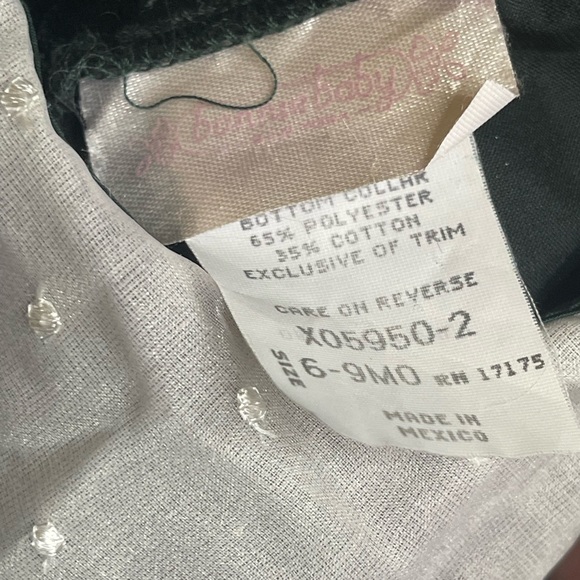 BOTTOM COLLAR
65% POLYESTER
35% COTTON
EXCLUSIVE OF TRIM
CARE ON REVERSE
X05950-2
SIZE 6-9MO RN 17175
MADE IN
MEXICO